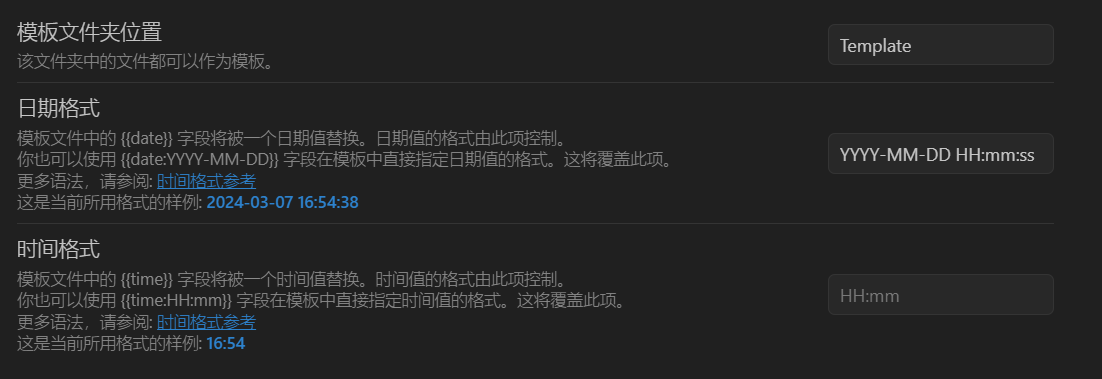 模板文件夹位置
该文件夹中的文件都可以作为模板。
Template
日期格式
模板文件中的 {{date}} 字段将被一个日期值替换。日期值的格式由此项控制。
你也可以使用 {{date:YYYY-MM-DD}} 字段在模板中直接指定日期值的格式。这将覆盖此项。
更多语法，请参阅: 时间格式参考
这是当前所用格式的样例: 2024-03-07 16:54:38
YYYY-MM-DD HH:mm:ss
时间格式
模板文件中的 {{time}} 字段将被一个时间值替换。时间值的格式由此项控制。
你也可以使用 {{time:HH:mm}} 字段在模板中直接指定时间值的格式。这将覆盖此项。
更多语法，请参阅: 时间格式参考
这是当前所用格式的样例: 16:54
HH:mm